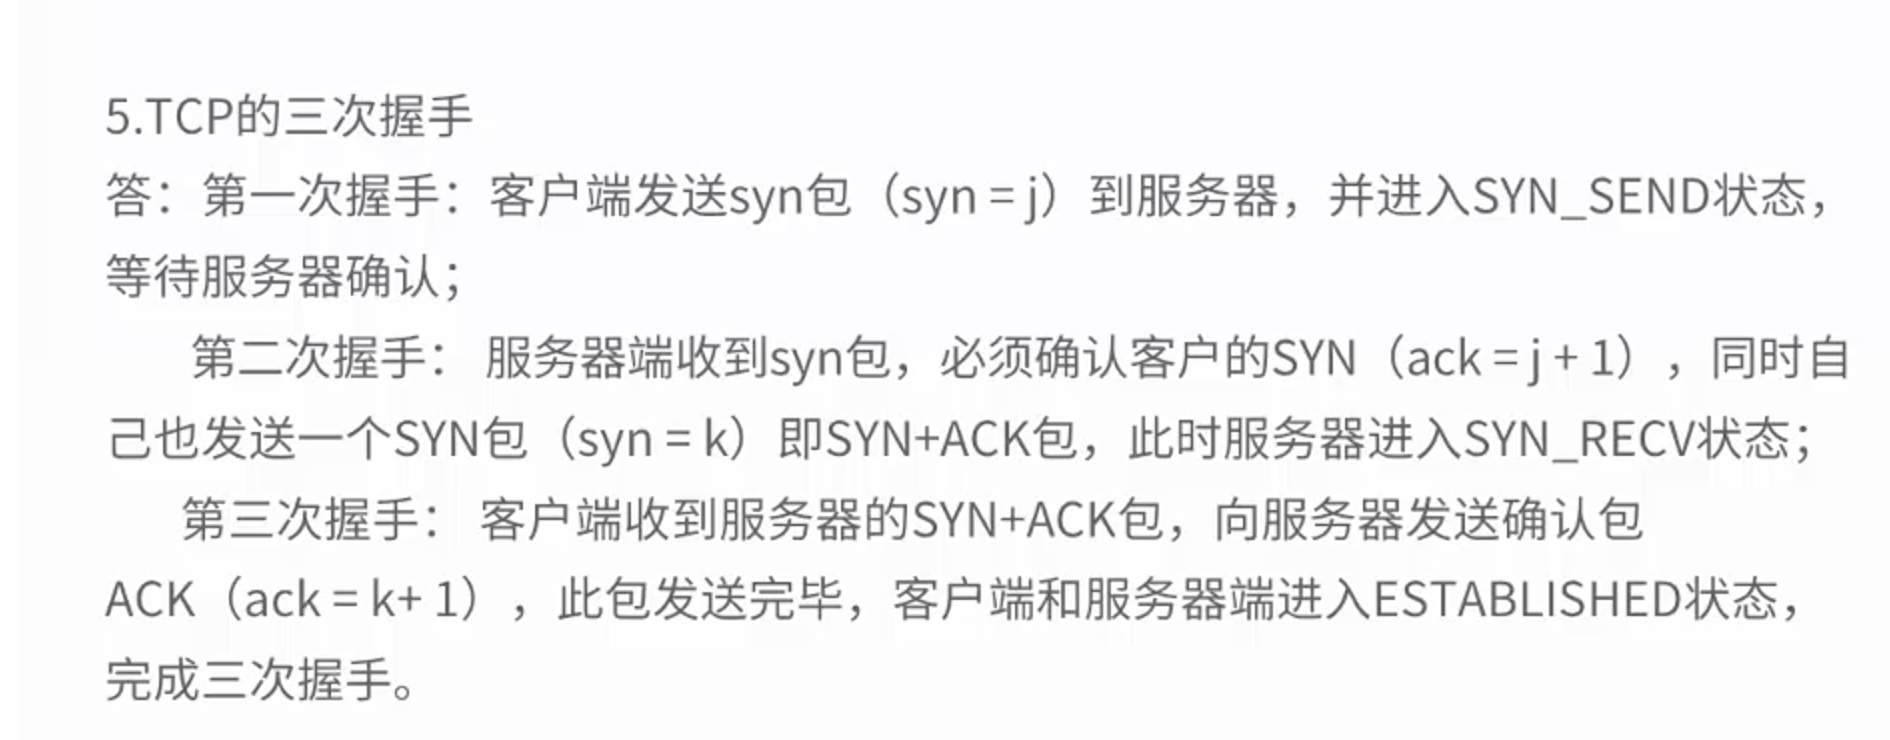 5.TCP的三次握手
答：第一次握手：客户端发送syn包（syn = j）到服务器，并进入SYN_SEND状态，
等待服务器确认；
第二次握手： 服务器端收到syn包，必须确认客户的SYN（ack = j + 1），同时自
己也发送一个SYN包（syn = k）即SYN+ACK包，此时服务器进入SYN_RECV状态；
第三次握手： 客户端收到服务器的SYN+ACK包，向服务器发送确认包
ACK（ack = k+ 1），此包发送完毕，客户端和服务器端进入ESTABLISHED状态，
完成三次握手。